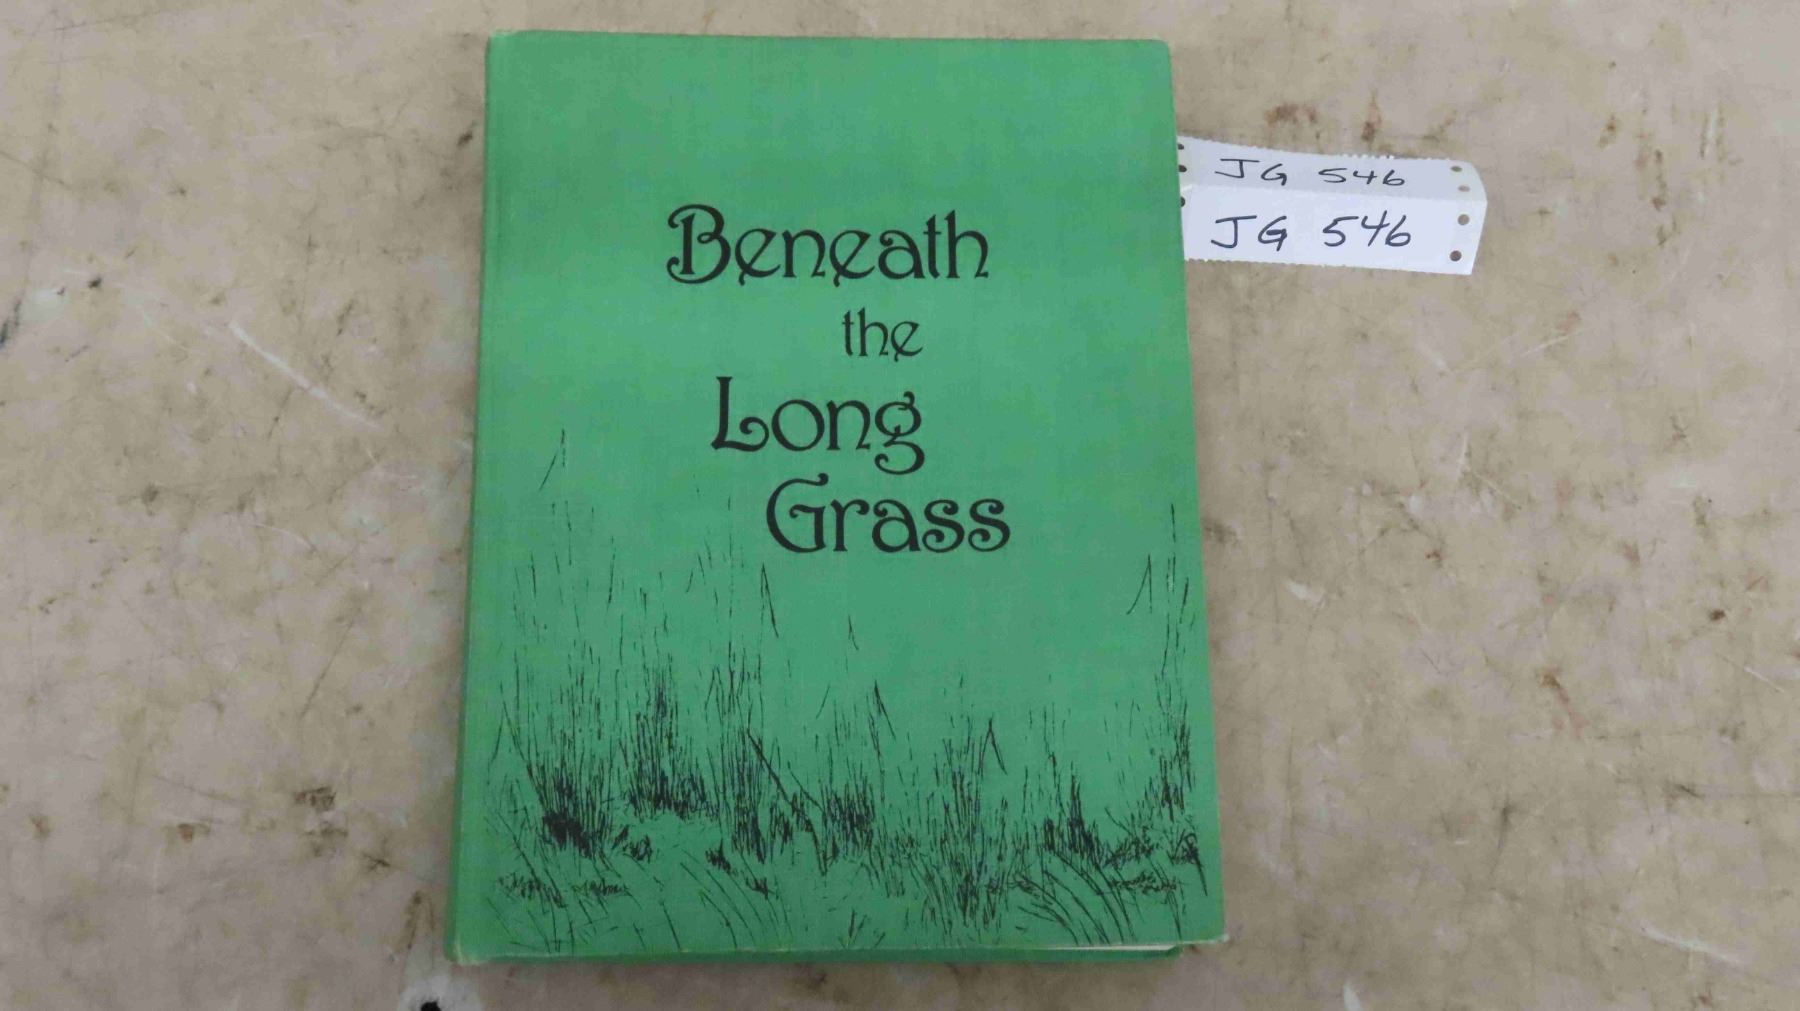 Beneath
the
Long
Grass
JG 546
JG 546